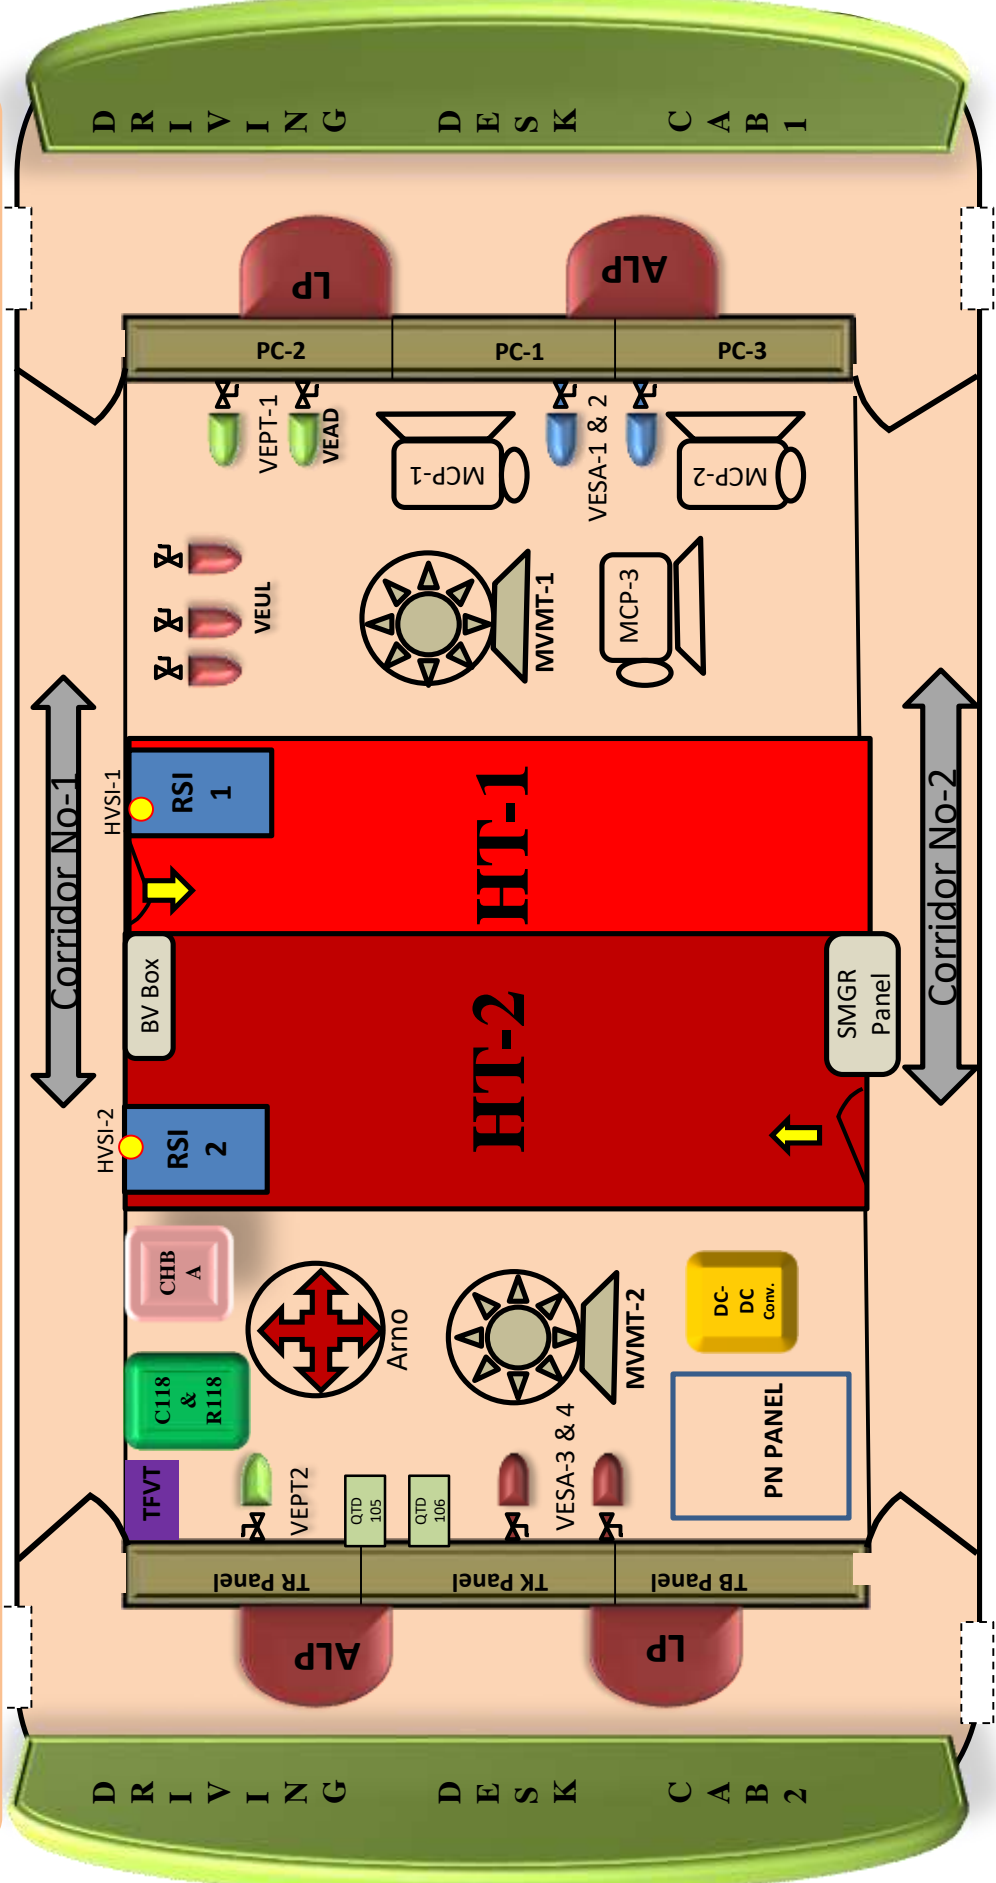 DRIVING DESK CAB 1
LP
ALP
PC-2
PC-1
PC-3
VEPT-1
VEAD
MCP-1
VESA-1 & 2
MCP-2
VEUL
MVMT-1
MCP-3
Corridor No-1
HVSI-1
RSI
1
HT-1
Corridor No-2
BV Box
HT-2
SMGR
Panel
HVSI-2
RSI
2
CHB
A
Arno
MVMT-2
DC-
DC
Conv.
C118
&
R118
TFVT
VEPT2
QTD
105
QTD
106
VESA-3 & 4
PN PANEL
TR Panel
TK Panel
TB Panel
ALP
LP
DRIVING DESK CAB 2